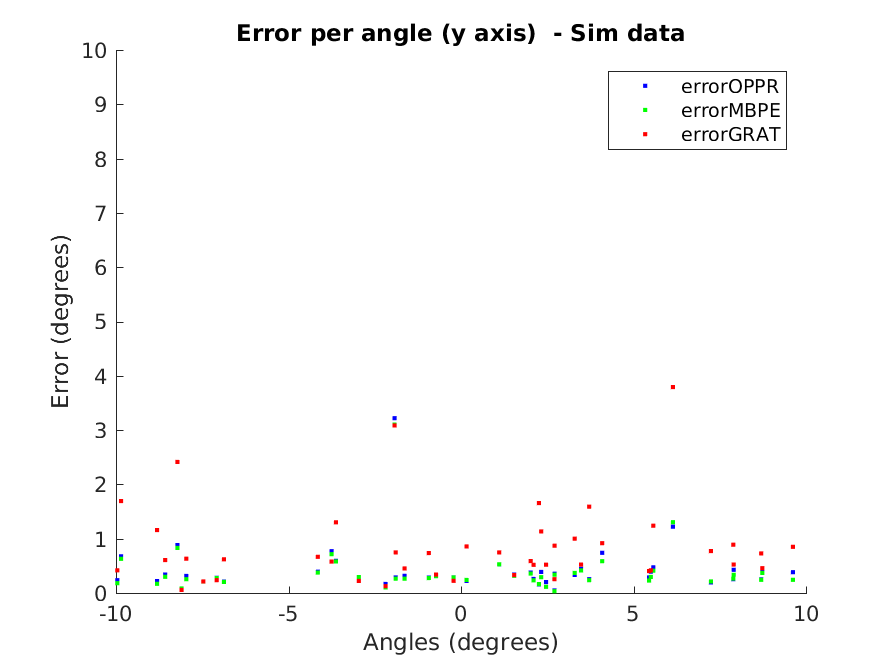 Error per angle (y axis)  - Sim data
errorOPPR
errorMBPE
errorGRAT
Error (degrees)
10
9
8
7
6
5
4
3
2
1
0
-10 -5 0 5 10
Angles (degrees)